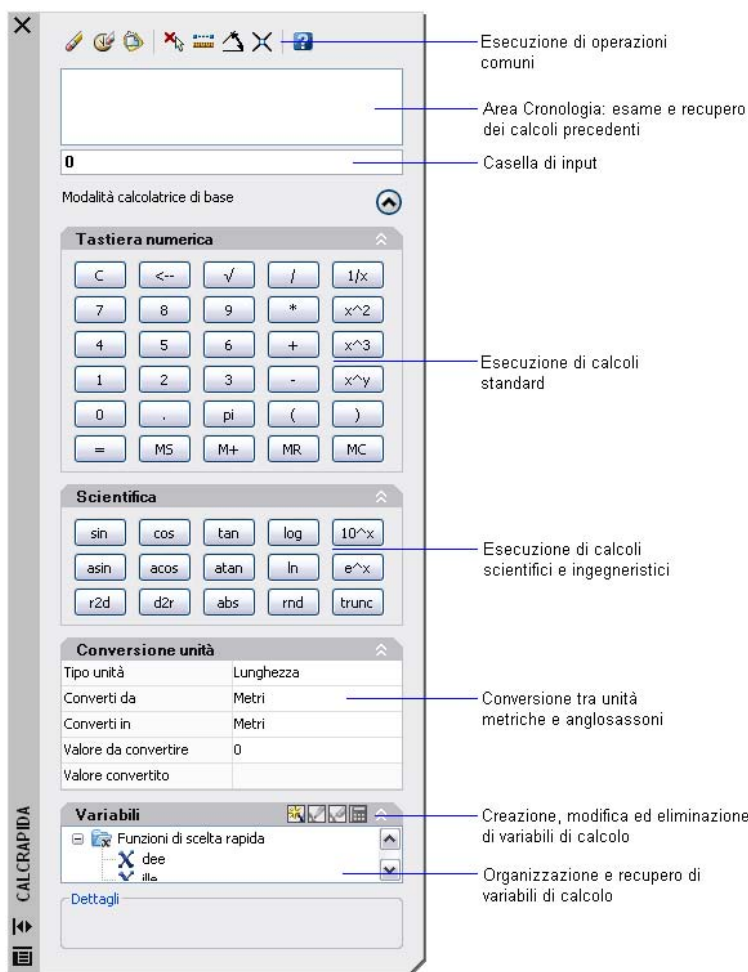 Esecuzione di operazioni
comuni
Area Cronologia: esame e recupero
dei calcoli precedenti
0
Casella di input
Modalità calcolatrice di base
Tastiera numerica
C <-- √ / 1/x
7 8 9 * x^2
4 5 6 + x^3
1 2 3 - x^y
0 . pi ( )
= MS M+ MR MC
Esecuzione di calcoli
standard
Scientifica
sin cos tan log 10^x
asin acos atan ln e^x
r2d d2r abs rnd trunc
Esecuzione di calcoli
scientifici e ingegneristici
Conversione unità
Tipo unità Lunghezza
Converti da Metri
Converti in Metri
Valore da convertire 0
Valore convertito
Conversione tra unità
metriche e anglosassoni
Variabili
Funzioni di scelta rapida
dee
ille
Dettagli
Creazione, modifica ed eliminazione
di variabili di calcolo
Organizzazione e recupero di
variabili di calcolo
CALCRAPIDA